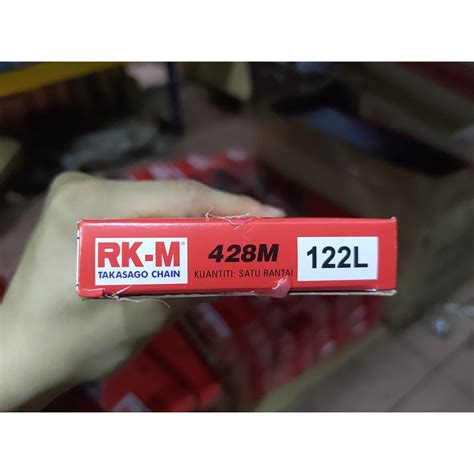 RK-M
TAKASAGO CHAIN
428M
KUANTITI: SATU RANTAI
122L